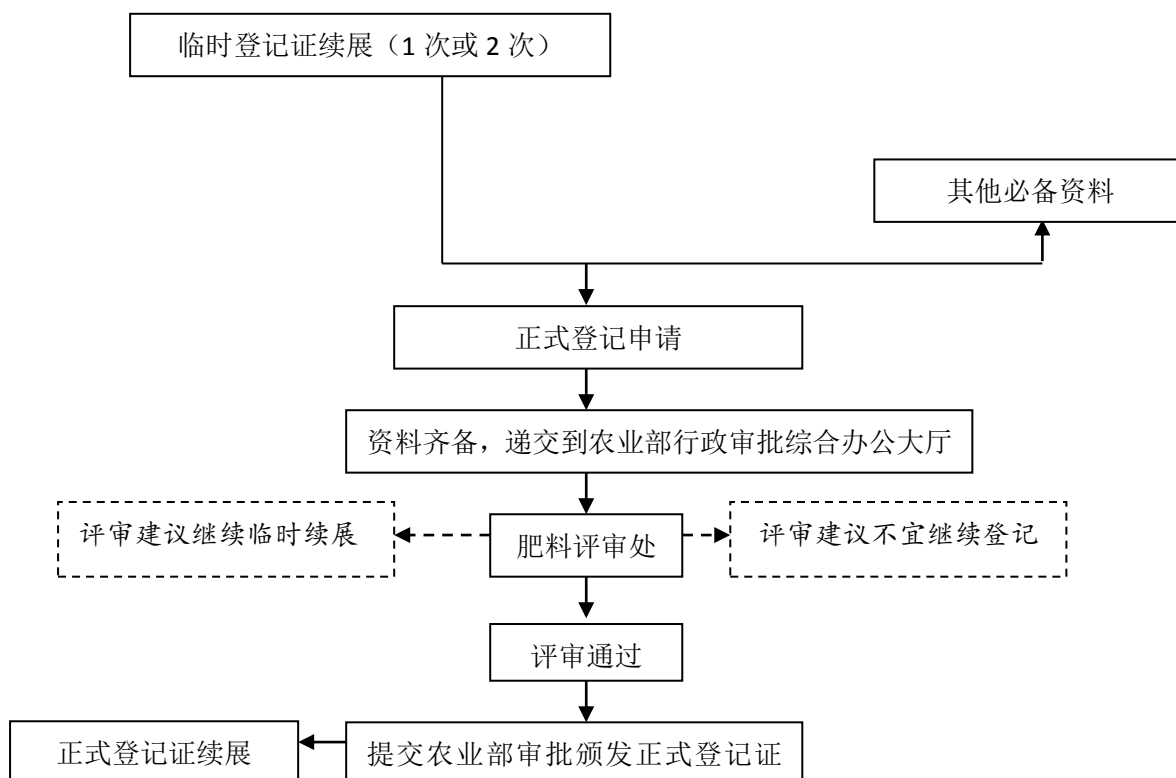 临时登记证续展（1 次或 2 次）
其他必备资料
正式登记申请
资料齐备，递交到农业部行政审批综合办公大厅
评审建议继续临时续展
肥料评审处
评审建议不宜继续登记
评审通过
正式登记证续展
提交农业部审批颁发正式登记证